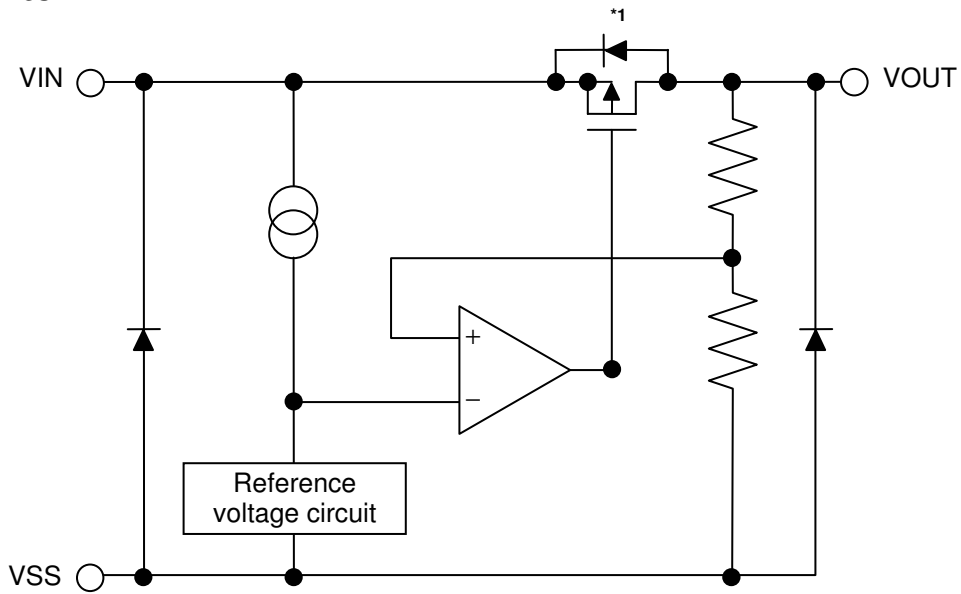 *1
VIN
VOUT
+
−
Reference
voltage circuit
VSS